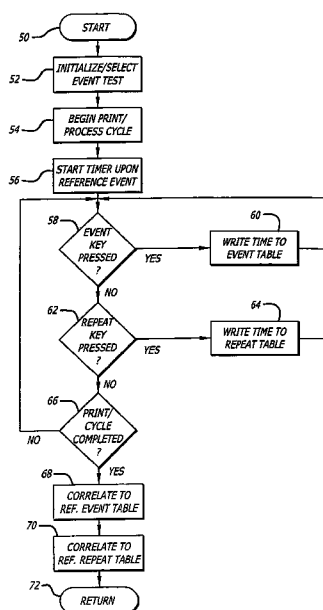 50
START
52
INITIALIZE/SELECT
EVENT TEST
54
BEGIN PRINT/
PROCESS CYCLE
56
START TIMER UPON
REFERENCE EVENT
58
EVENT
KEY
PRESSED
?
YES
60
WRITE TIME TO
EVENT TABLE
NO
62
REPEAT
KEY
PRESSED
?
YES
64
WRITE TIME TO
REPEAT TABLE
NO
66
PRINT/
CYCLE
COMPLETED
?
NO
YES
68
CORRELATE TO
REF. EVENT TABLE
70
CORRELATE TO
REF. REPEAT TABLE
72
RETURN